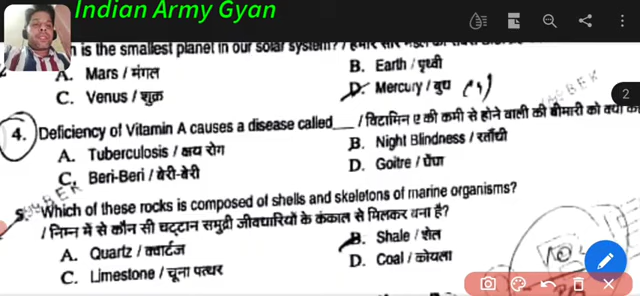 Indian Army Gyan
is the smallest planet in our solar system? /
A. Mars / मंगल
B. Earth / पृथ्वी
C. Venus / शुक्र
D. Mercury / बुध
2
4. Deficiency of Vitamin A causes a disease called___ / विटामिन ए की कमी से होने वाली की बीमारी को क्या
A. Tuberculosis / क्षय रोग
B. Night Blindness / रतौंधी
C. Beri-Beri / बेरी-बेरी
D. Goitre / घेंघा
5. Which of these rocks is composed of shells and skeletons of marine organisms?
/ निम्न में से कौन सी चट्टान समुद्री जीवधारियों के कंकाल से मिलकर बना है?
A. Quartz / क्वार्टज
B. Shale / शेल
C. Limestone / चूना पत्थर
D. Coal / कोयला